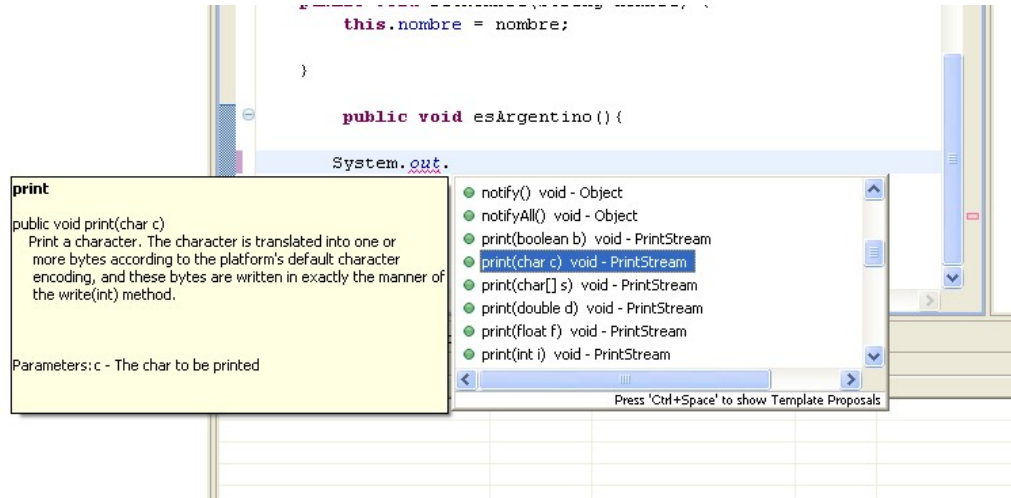 this.nombre = nombre;
}
public void esArgentino(){
System.out.
print
public void print(char c)
Print a character. The character is translated into one or
more bytes according to the platform's default character
encoding, and these bytes are written in exactly the manner of
the write(int) method.
Parameters:c - The char to be printed
notify() void - Object
notifyAll() void - Object
print(boolean b) void - PrintStream
print(char c) void - PrintStream
print(char[] s) void - PrintStream
print(double d) void - PrintStream
print(float f) void - PrintStream
print(int i) void - PrintStream
Press 'Ctrl+Space' to show Template Proposals